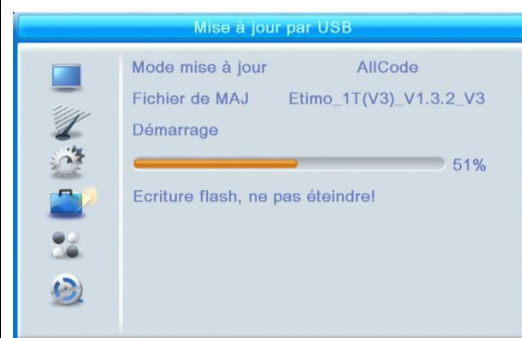 Mise à jour par USB
Mode mise à jour AllCode
Fichier de MAJ Etimo_1T(V3)_V1.3.2_V3
Démarrage
51%
Ecriture flash, ne pas éteindre!